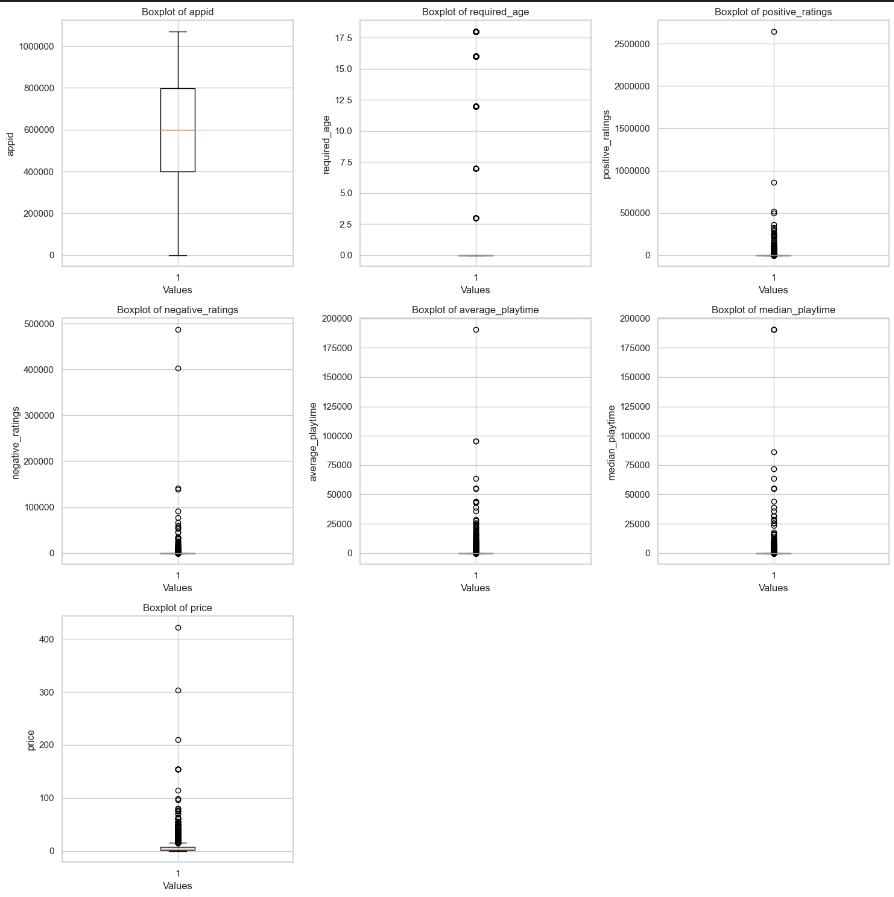 Boxplot of appid
1000000
800000
600000
400000
200000
0
appid
1
Values
Boxplot of required_age
17.5
15.0
12.5
10.0
7.5
5.0
2.5
0.0
required_age
1
Values
Boxplot of positive_ratings
2500000
2000000
1500000
1000000
500000
0
positive_ratings
1
Values
Boxplot of negative_ratings
500000
400000
300000
200000
100000
0
negative_ratings
1
Values
Boxplot of average_playtime
200000
175000
150000
125000
100000
75000
50000
25000
0
average_playtime
1
Values
Boxplot of median_playtime
200000
175000
150000
125000
100000
75000
50000
25000
0
median_playtime
1
Values
Boxplot of price
400
300
200
100
0
price
1
Values